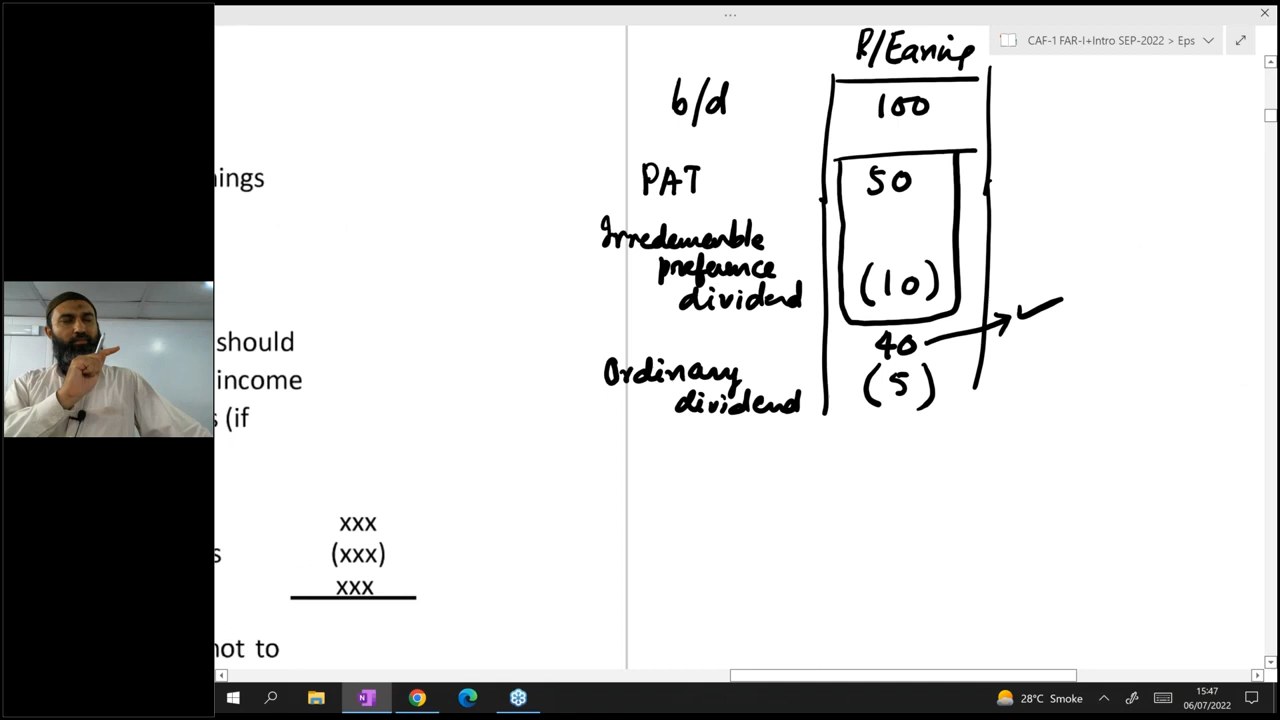 CAF-1 FAR-I+Intro SEP-2022 > Eps
R/Earning
b/d 100
nings
PAT 50
Irredeemable
preference
dividend (10)
should
40
income
Ordinary
dividend (5)
s (if
xxx
s (xxx)
xxx
not to
28°C Smoke
15:47
06/07/2022